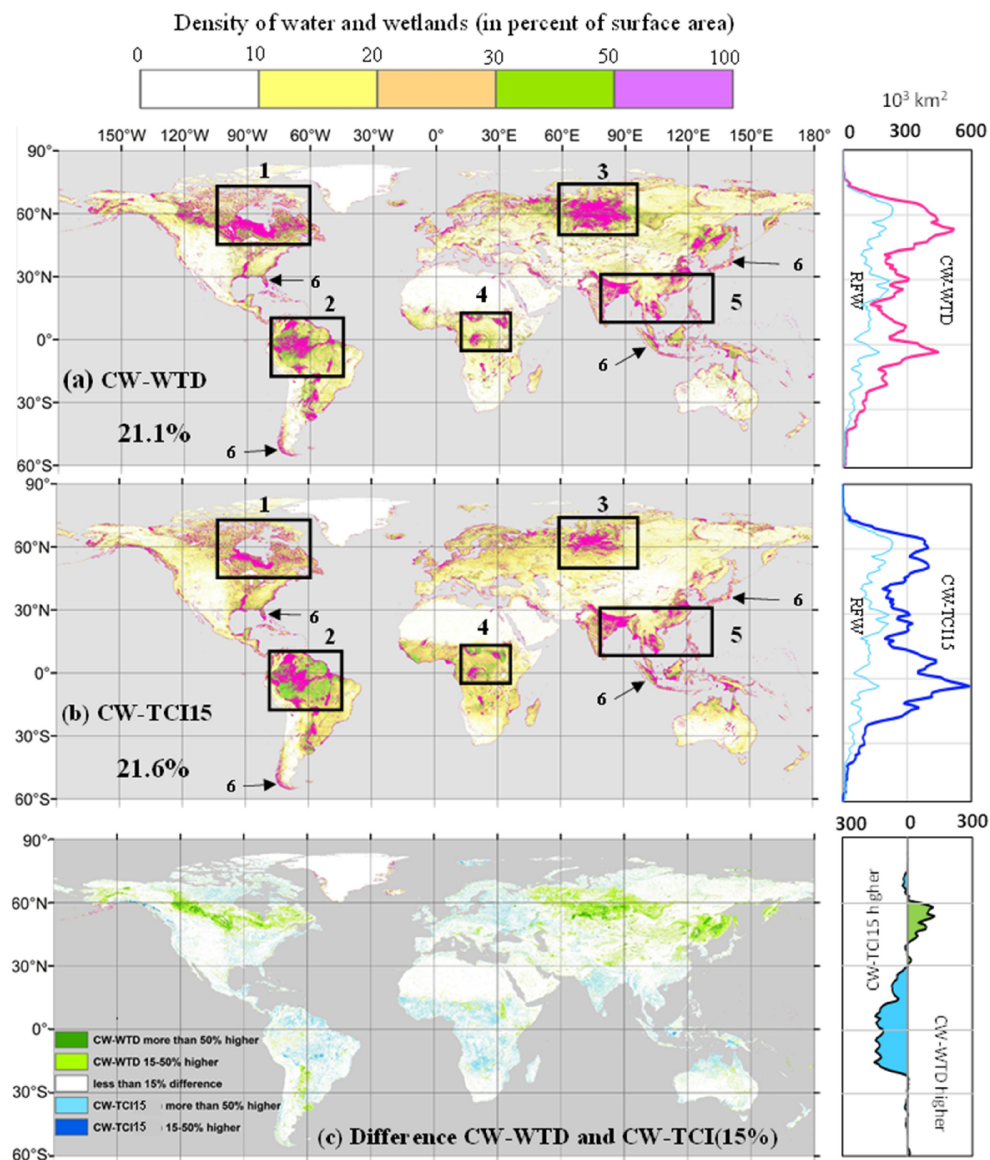 Density of water and wetlands (in percent of surface area)
0 10 20 30 50 100
10³ km²
150°W 120°W 90°W 60°W 30°W 0° 30°E 60°E 90°E 120°E 150°E 180°
0 300 600
90°
60°N
30°N
0°
30°S
60°S
1
2
3
4
5
6
6
6
6
(a) CW-WTD
21.1%
RFW
CW-WTD
90°
60°N
30°N
0°
30°S
60°S
1
2
3
4
5
6
6
6
6
(b) CW-TCI15
21.6%
RFW
CW-TCI15
300 0 300
90°
60°N
30°N
0°
30°S
60°S
CW-WTD more than 50% higher
CW-WTD 15-50% higher
less than 15% difference
CW-TCI15 more than 50% higher
CW-TCI15 15-50% higher
(c) Difference CW-WTD and CW-TCI(15%)
CW-TCI15 higher
CW-WTD higher